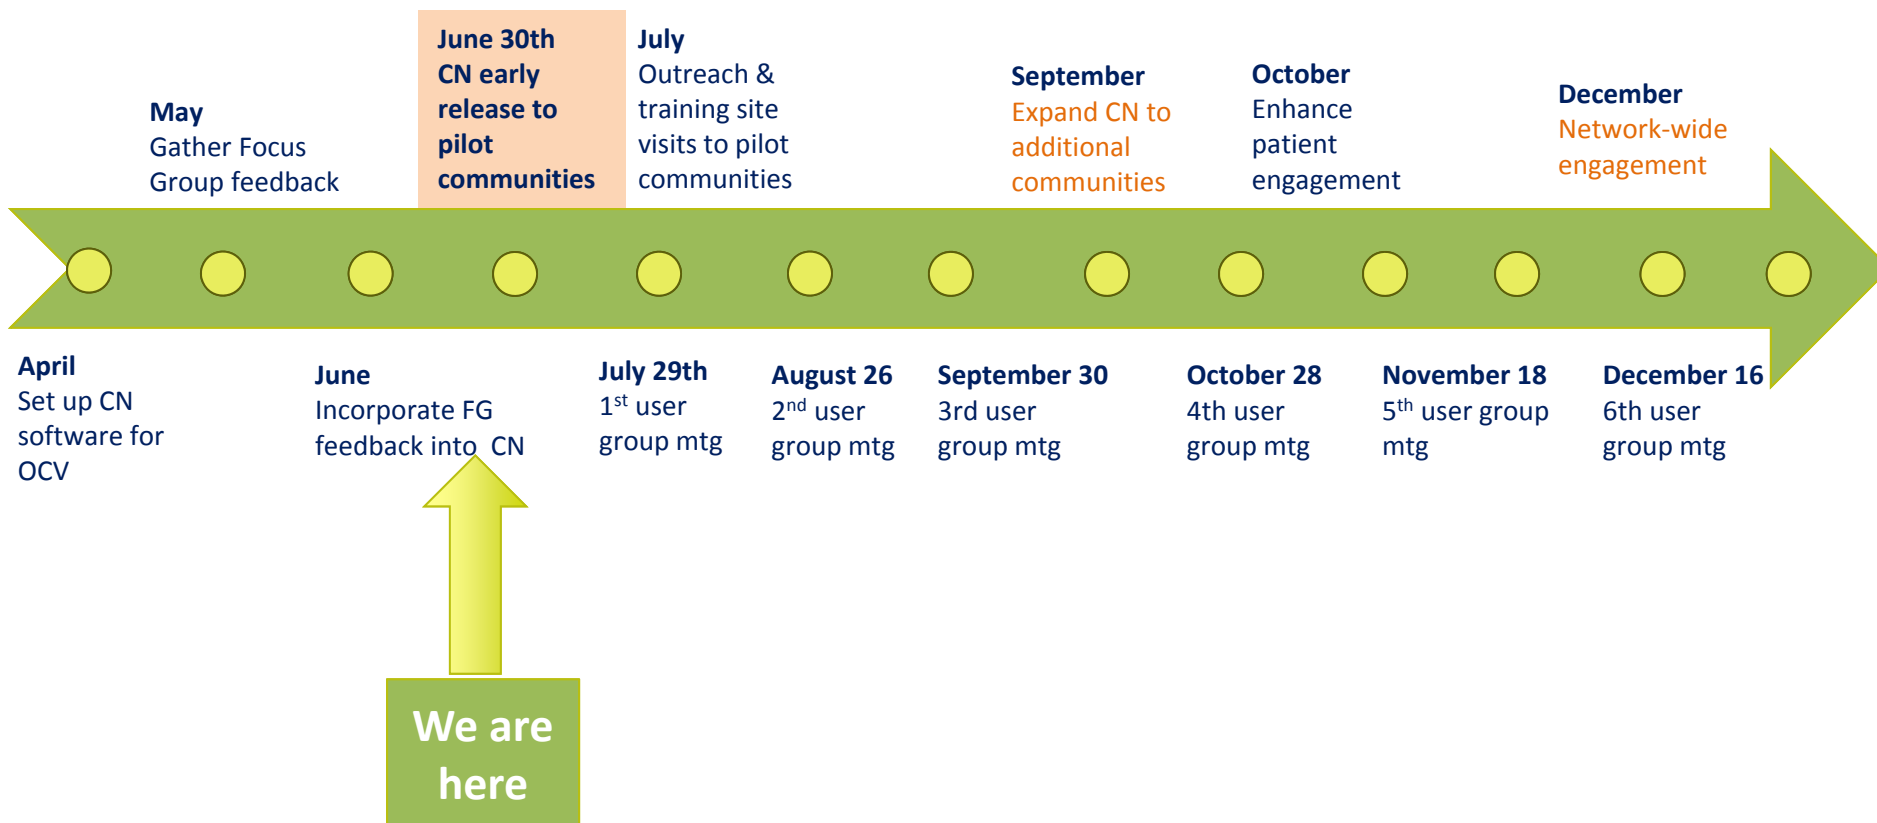 May
Gather Focus
Group feedback
June 30th
CN early
release to
pilot
communities
July
Outreach &
training site
visits to pilot
communities
September
Expand CN to
additional
communities
October
Enhance
patient
engagement
December
Network-wide
engagement
April
Set up CN
software for
OCV
June
Incorporate FG
feedback into CN
July 29th
1st user
group mtg
August 26
2nd user
group mtg
September 30
3rd user
group mtg
October 28
4th user
group mtg
November 18
5th user group
mtg
December 16
6th user
group mtg
We are
here